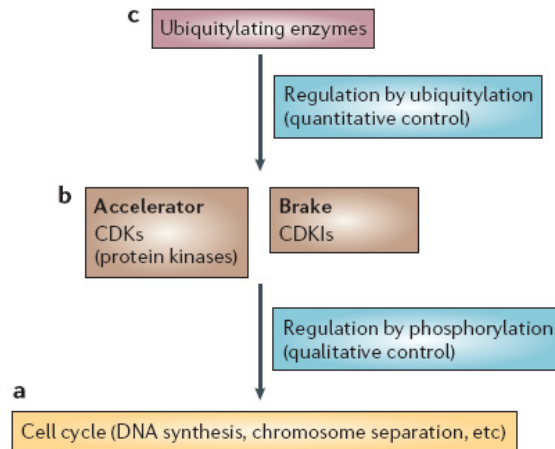 c
Ubiquitylating enzymes
Regulation by ubiquitylation
(quantitative control)
b
Accelerator
CDKs
(protein kinases)
Brake
CDKIs
Regulation by phosphorylation
(qualitative control)
a
Cell cycle (DNA synthesis, chromosome separation, etc)